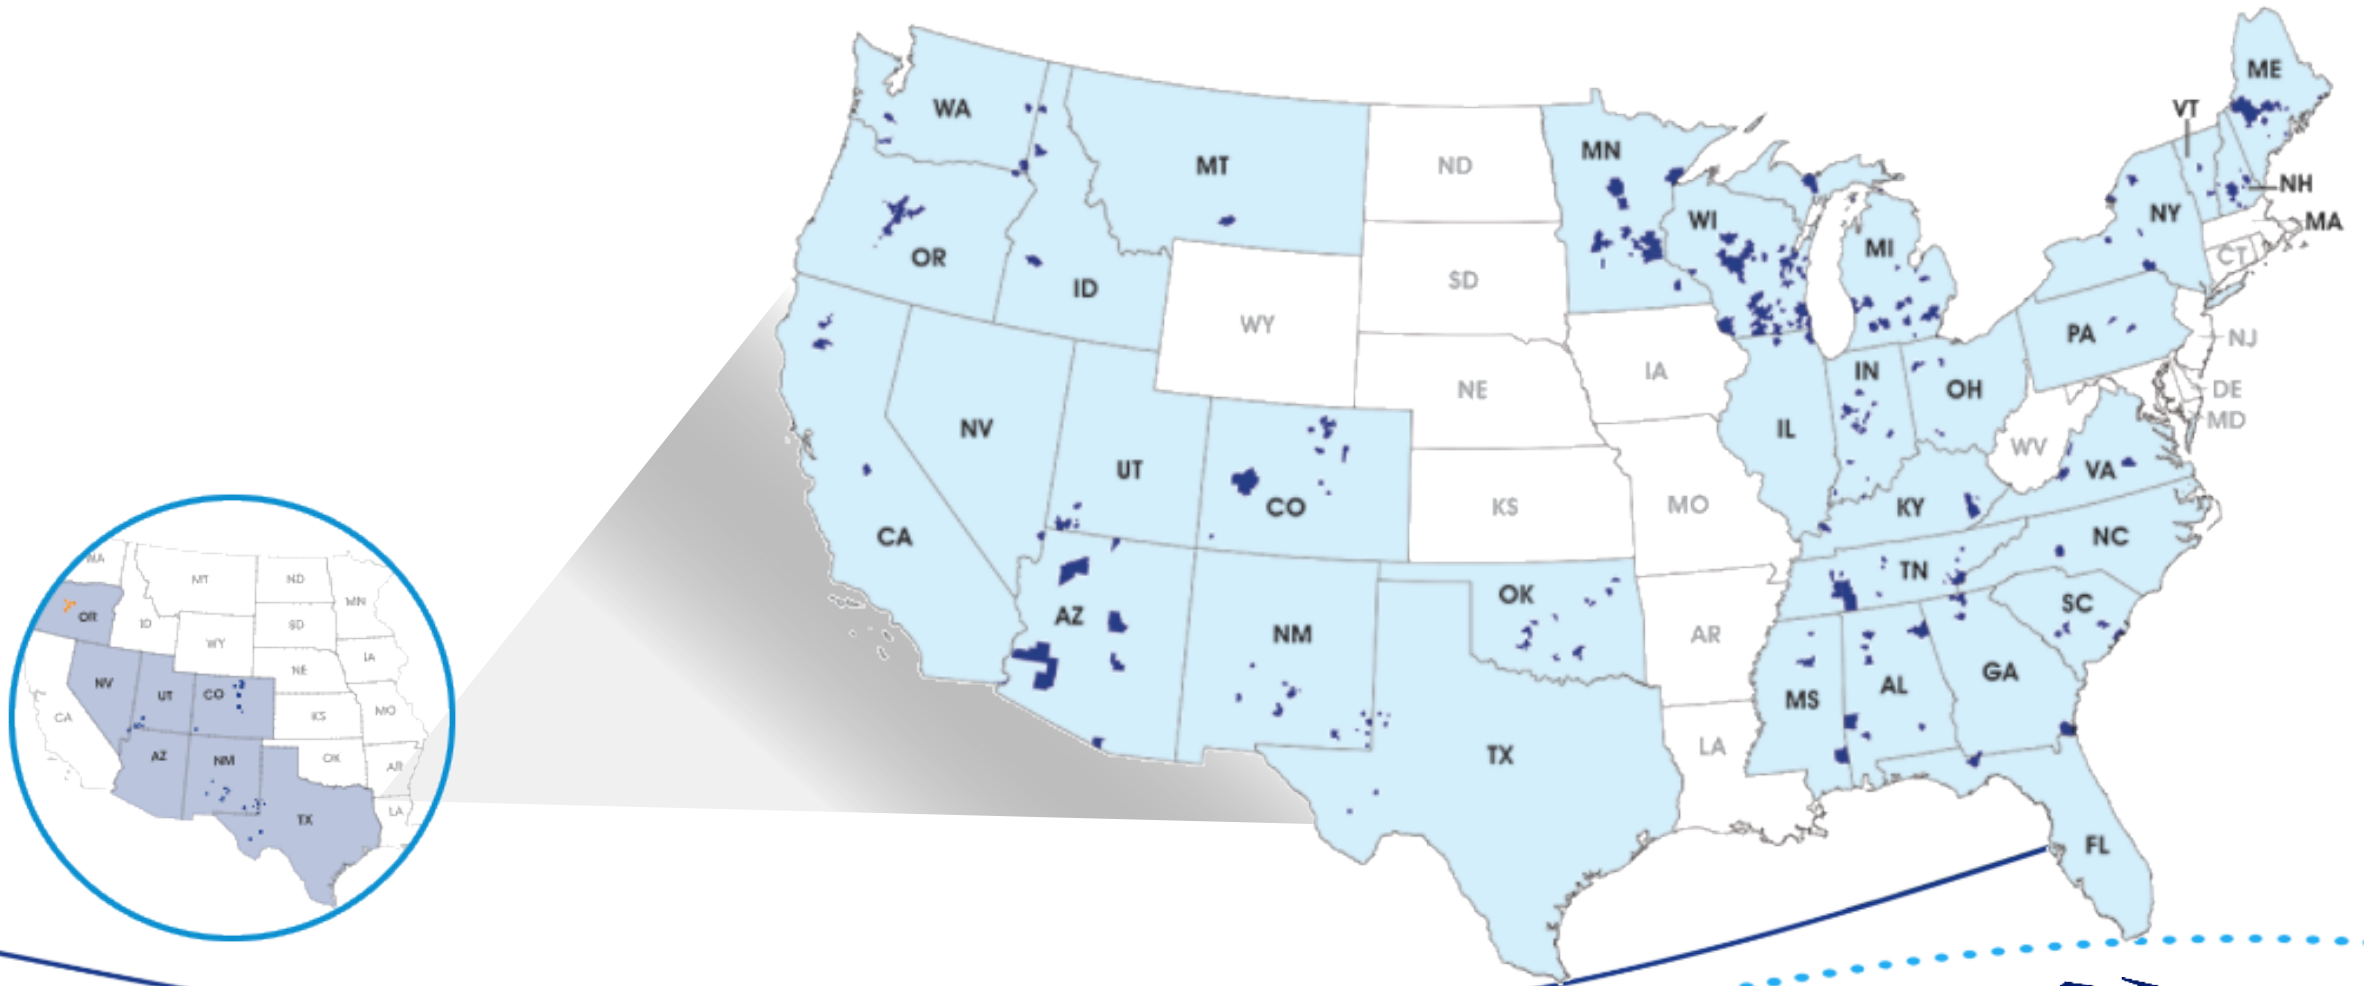 ME
VT
WA
MN
MT
ND
NH
NY
WI
MA
OR
MI
CT
ID
SD
WY
PA
NJ
IN
IA
OH
NE
DE
MD
NV
IL
WV
UT
VA
CO
KS
MO
KY
CA
NC
TN
OK
AZ
SC
NM
AR
GA
AL
MS
LA
TX
FL
WA
MT
ND
MN
OR
ID
SD
WY
IA
NE
NV
UT
CO
MO
CA
KS
AZ
NM
OK
AR
LA
TX